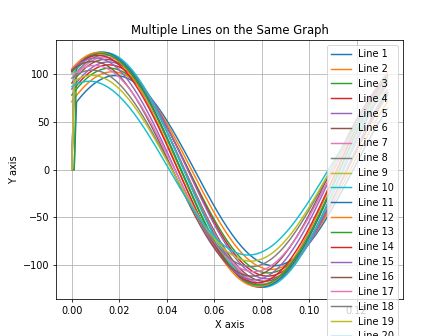 Multiple Lines on the Same Graph
Y axis
100
50
0
−50
−100
0.00
0.02
0.04
0.06
0.08
0.10
X axis
Line 1
Line 2
Line 3
Line 4
Line 5
Line 6
Line 7
Line 8
Line 9
Line 10
Line 11
Line 12
Line 13
Line 14
Line 15
Line 16
Line 17
Line 18
Line 19
Line 20